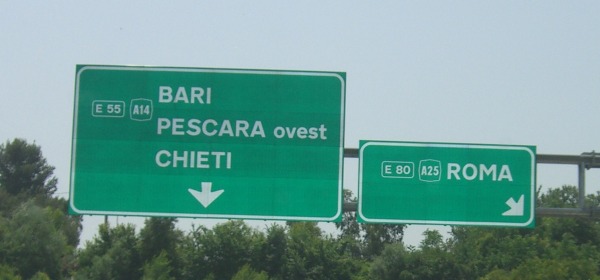 BARI
E 55 A14
PESCARA ovest
CHIETI
E 80 A25 ROMA